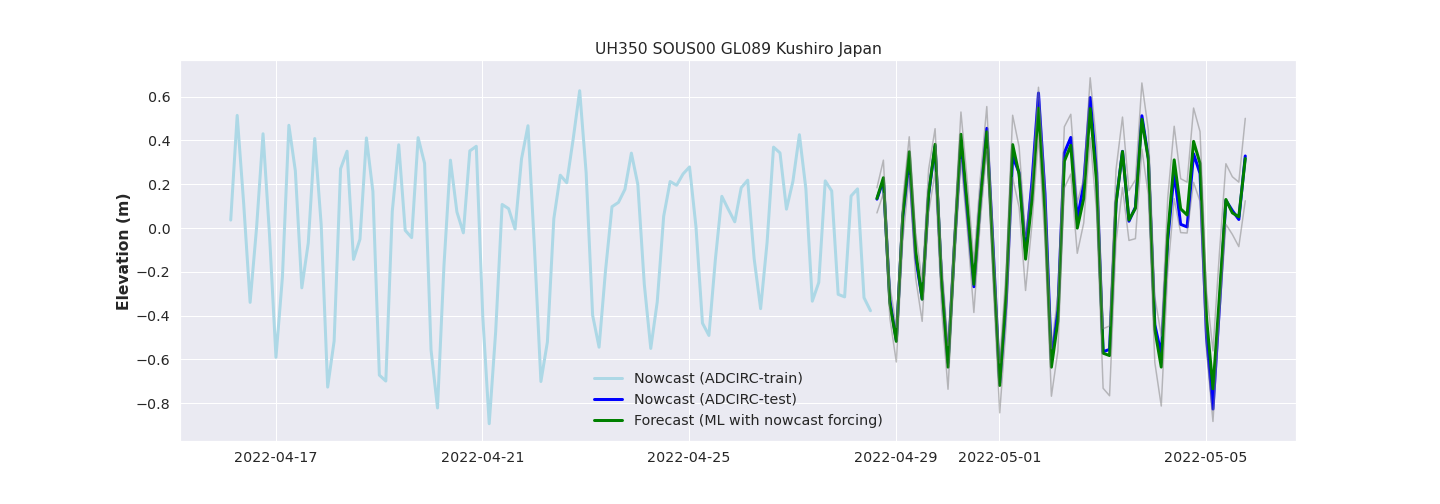 UH350 SOUS00 GL089 Kushiro Japan
Elevation (m)
0.6
0.4
0.2
0.0
−0.2
−0.4
−0.6
−0.8
Nowcast (ADCIRC-train)
Nowcast (ADCIRC-test)
Forecast (ML with nowcast forcing)
2022-04-17 2022-04-21 2022-04-25 2022-04-29 2022-05-01 2022-05-05